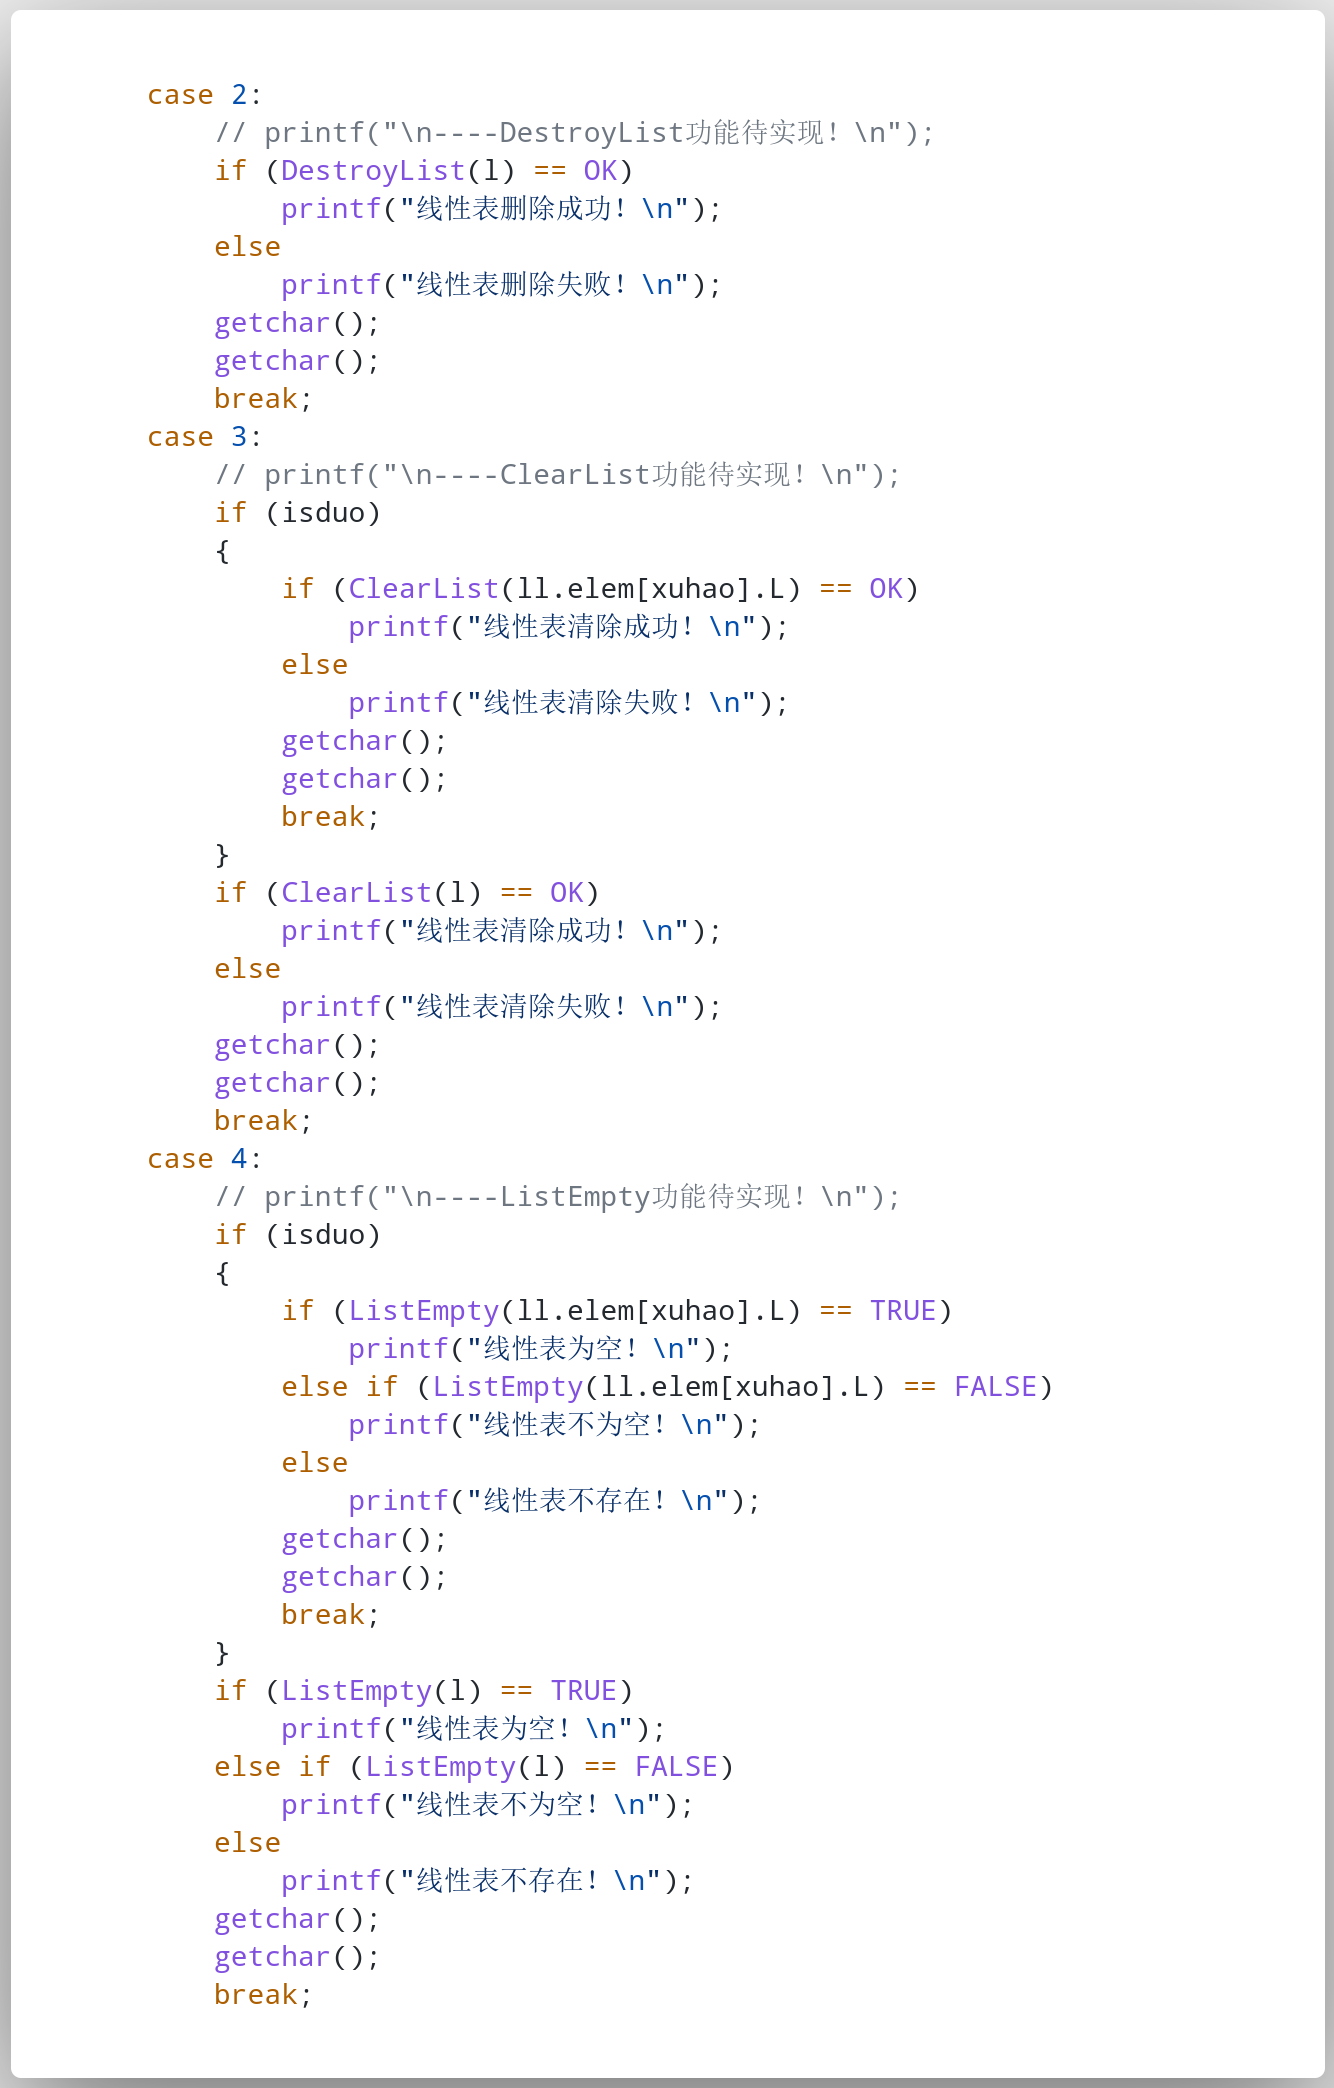 case 2:
    // printf("\n----DestroyList功能待实现！\n");
    if (DestroyList(l) == OK)
        printf("线性表删除成功！\n");
    else
        printf("线性表删除失败！\n");
    getchar();
    getchar();
    break;
case 3:
    // printf("\n----ClearList功能待实现！\n");
    if (isduo)
    {
        if (ClearList(ll.elem[xuhao].L) == OK)
            printf("线性表清除成功！\n");
        else
            printf("线性表清除失败！\n");
        getchar();
        getchar();
        break;
    }
    if (ClearList(l) == OK)
        printf("线性表清除成功！\n");
    else
        printf("线性表清除失败！\n");
    getchar();
    getchar();
    break;
case 4:
    // printf("\n----ListEmpty功能待实现！\n");
    if (isduo)
    {
        if (ListEmpty(ll.elem[xuhao].L) == TRUE)
            printf("线性表为空！\n");
        else if (ListEmpty(ll.elem[xuhao].L) == FALSE)
            printf("线性表不为空！\n");
        else
            printf("线性表不存在！\n");
        getchar();
        getchar();
        break;
    }
    if (ListEmpty(l) == TRUE)
        printf("线性表为空！\n");
    else if (ListEmpty(l) == FALSE)
        printf("线性表不为空！\n");
    else
        printf("线性表不存在！\n");
    getchar();
    getchar();
    break;